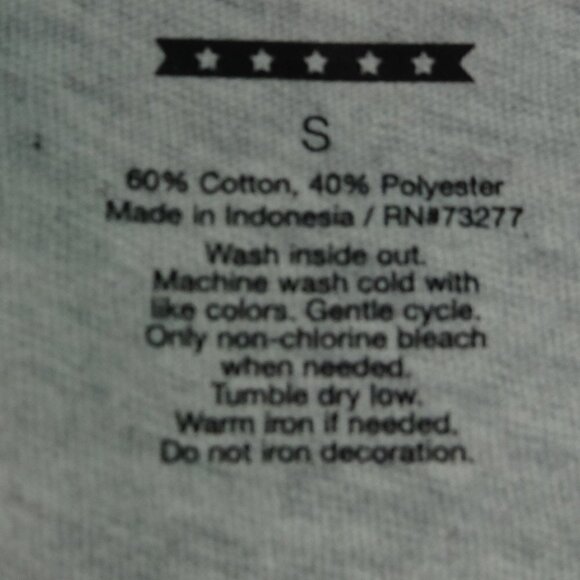 S
60% Cotton, 40% Polyester
Made in Indonesia / RN#73277
Wash inside out.
Machine wash cold with
like colors. Gentle cycle.
Only non-chlorine bleach
when needed.
Tumble dry low.
Warm iron if needed.
Do not iron decoration.